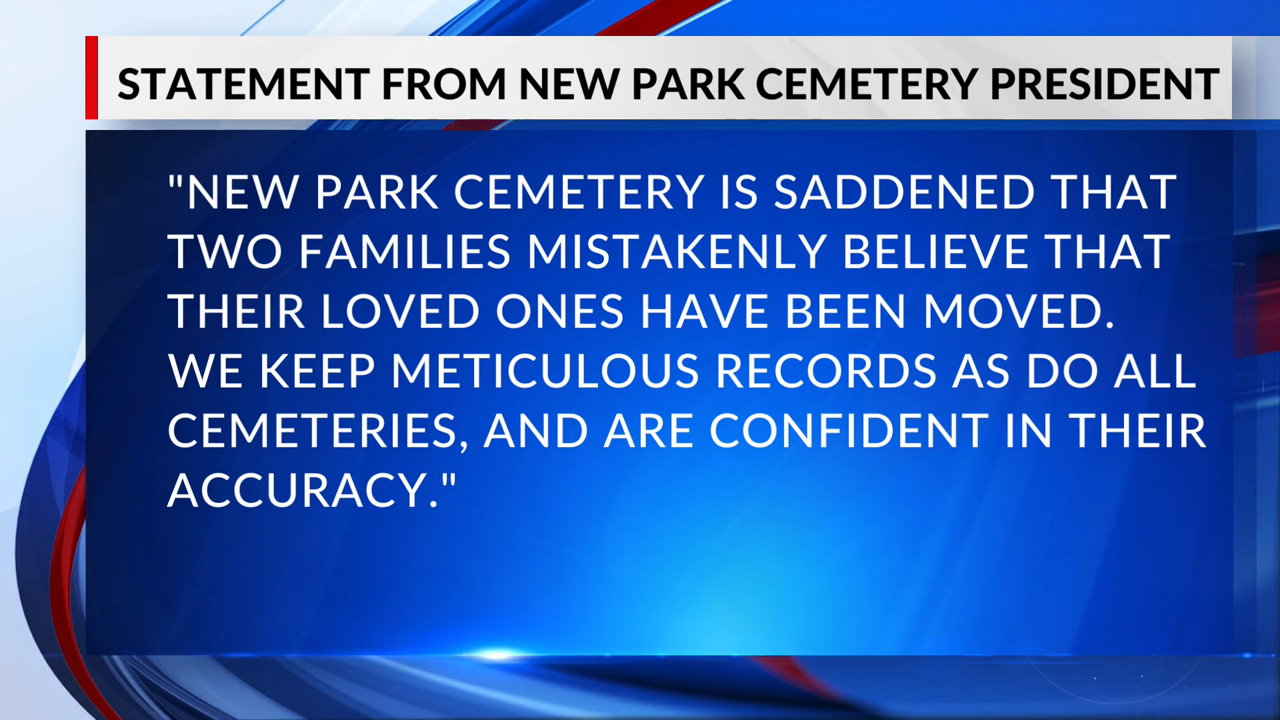 STATEMENT FROM NEW PARK CEMETERY PRESIDENT
"NEW PARK CEMETERY IS SADDENED THAT
TWO FAMILIES MISTAKENLY BELIEVE THAT
THEIR LOVED ONES HAVE BEEN MOVED.
WE KEEP METICULOUS RECORDS AS DO ALL
CEMETERIES, AND ARE CONFIDENT IN THEIR
ACCURACY."